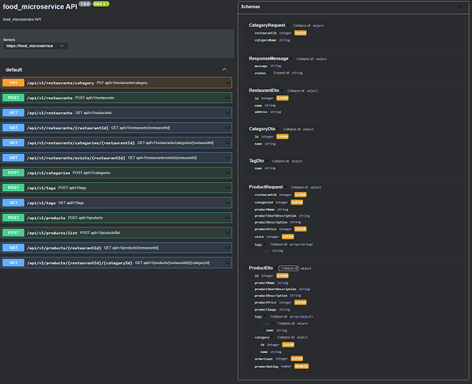 food_microservice API
1.0.0
OAS 3.1
food_microservice API
Servers
https://food_microservice
default
PUT /api/v1/restaurants/category PUT api/v1/restaurants/category
POST /api/v1/restaurants POST api/v1/restaurants
GET /api/v1/restaurants GET api/v1/restaurants
GET /api/v1/restaurants/{restaurantId} GET api/v1/restaurants/{restaurantId}
GET /api/v1/restaurants/categories/{restaurantId} GET api/v1/restaurants/categories/{restaurantId}
GET /api/v1/restaurants/exists/{restaurantId} GET api/v1/restaurants/exists/{restaurantId}
POST /api/v1/categories POST api/v1/categories
POST /api/v1/tags POST api/v1/tags
GET /api/v1/tags GET api/v1/tags
POST /api/v1/products POST api/v1/products
POST /api/v1/products/list POST api/v1/products/list
GET /api/v1/products/{restaurantId} GET api/v1/products/{restaurantId}
GET /api/v1/products/{restaurantId}/{categoryId} GET api/v1/products/{restaurantId}/{categoryId}
Schemas
CategoryRequest Collapse all object
restaurantId integer int64
categoryName string
ResponseMessage Collapse all object
message string
status Expand all string
RestaurantDto Collapse all object
id integer int64
name string
address string
CategoryDto Collapse all object
id integer int64
name string
TagDto Collapse all object
name string
ProductRequest Collapse all object
restaurantId integer int64
categoryId integer int64
productName string
productShortDescription string
productDescription string
productPrice integer int64
stock integer int64
tags Collapse all array<string>
string
ProductDto Collapse all object
id integer int64
productName string
productShortDescription string
productDescription string
productPrice integer int64
productImage string
tags Collapse all array<object>
Collapse all object
name string
category Collapse all object
id integer int64
name string
orderCount integer int64
productRating number double